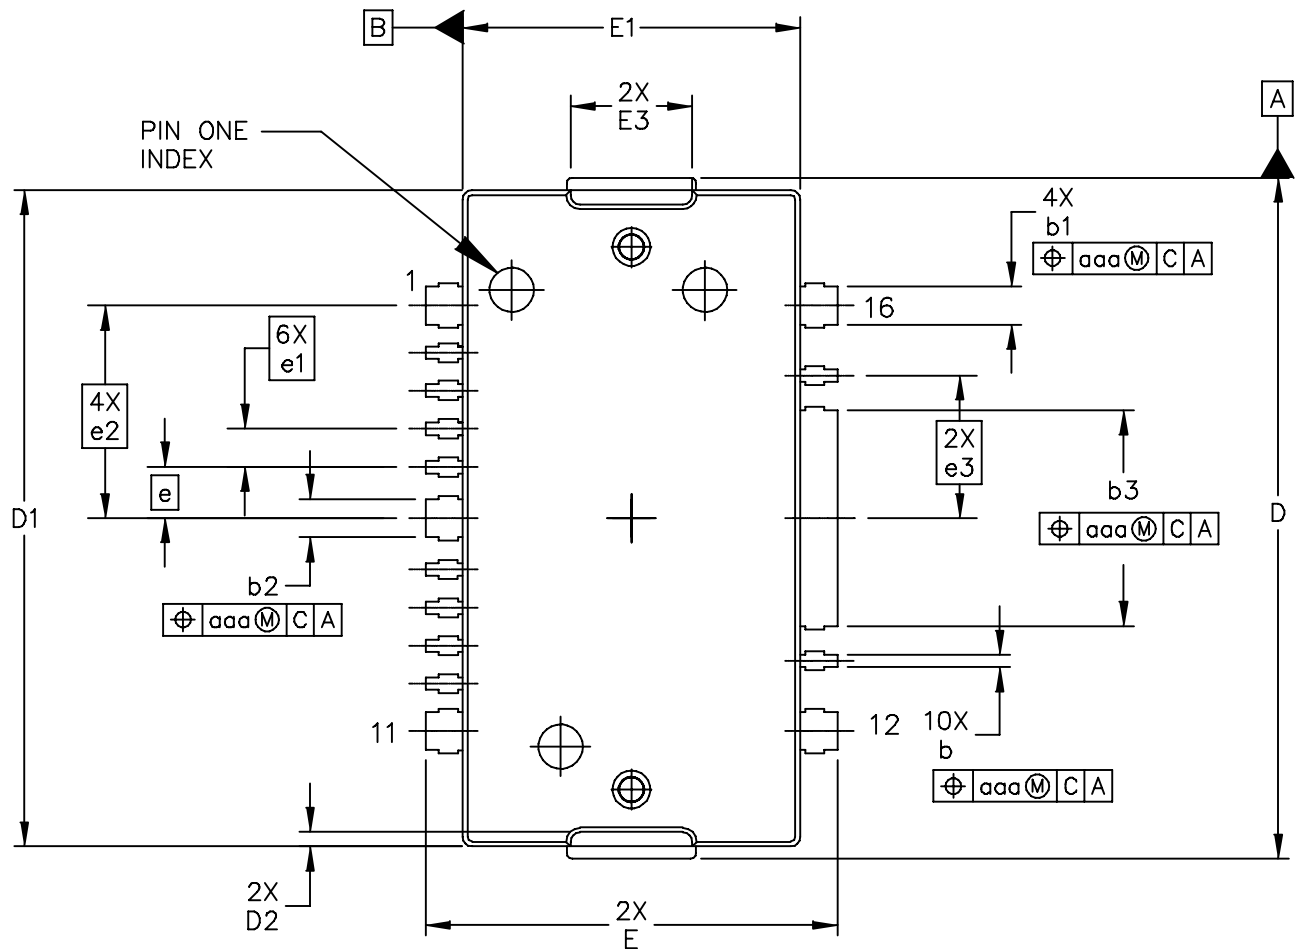 B
E1
2X
E3
A
PIN ONE
INDEX
4X
b1
⌖ aaa Ⓜ C A
1
16
6X
e1
4X
e2
2X
e3
e
b3
⌖ aaa Ⓜ C A
D1
D
b2
⌖ aaa Ⓜ C A
11
12
10X
b
⌖ aaa Ⓜ C A
2X
D2
2X
E